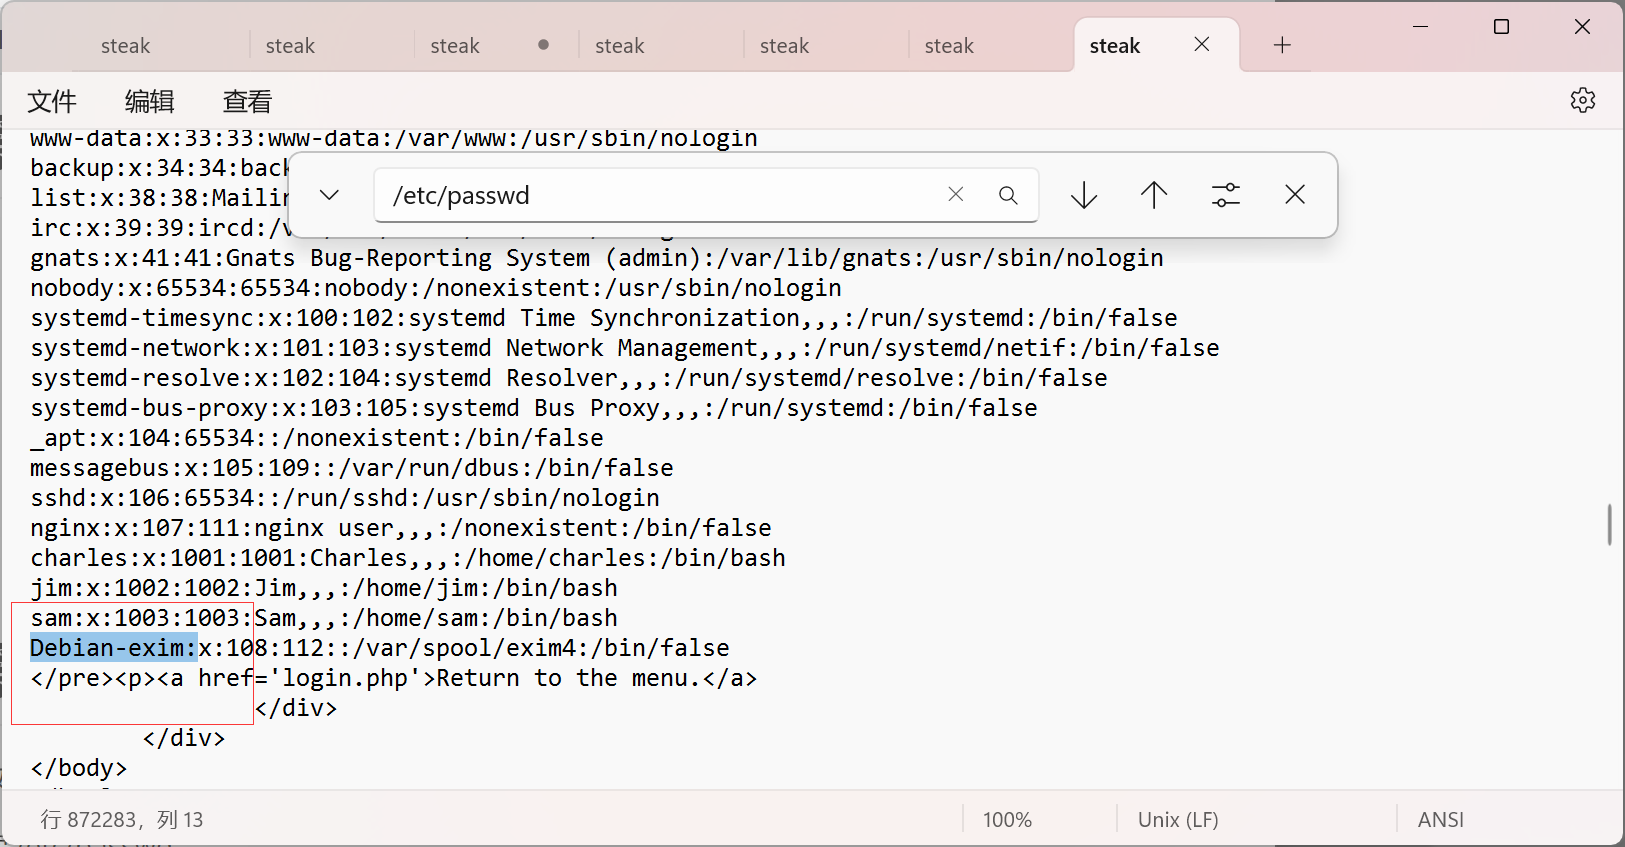 steak steak steak steak steak steak steak
文件 编辑 查看
www-data:x:33:33:www-data:/var/www:/usr/sbin/nologin
backup:x:34:34:back
/etc/passwd
list:x:38:38:Mailin
irc:x:39:39:ircd:/v
gnats:x:41:41:Gnats Bug-Reporting System (admin):/var/lib/gnats:/usr/sbin/nologin
nobody:x:65534:65534:nobody:/nonexistent:/usr/sbin/nologin
systemd-timesync:x:100:102:systemd Time Synchronization,,,:/run/systemd:/bin/false
systemd-network:x:101:103:systemd Network Management,,,:/run/systemd/netif:/bin/false
systemd-resolve:x:102:104:systemd Resolver,,,:/run/systemd/resolve:/bin/false
systemd-bus-proxy:x:103:105:systemd Bus Proxy,,,:/run/systemd:/bin/false
_apt:x:104:65534::/nonexistent:/bin/false
messagebus:x:105:109::/var/run/dbus:/bin/false
sshd:x:106:65534::/run/sshd:/usr/sbin/nologin
nginx:x:107:111:nginx user,,,:/nonexistent:/bin/false
charles:x:1001:1001:Charles,,,:/home/charles:/bin/bash
jim:x:1002:1002:Jim,,,:/home/jim:/bin/bash
sam:x:1003:1003:Sam,,,:/home/sam:/bin/bash
Debian-exim:x:108:112::/var/spool/exim4:/bin/false
</pre><p><a href='login.php'>Return to the menu.</a>
</div>
</div>
</body>
行 872283，列 13 100% Unix (LF) ANSI